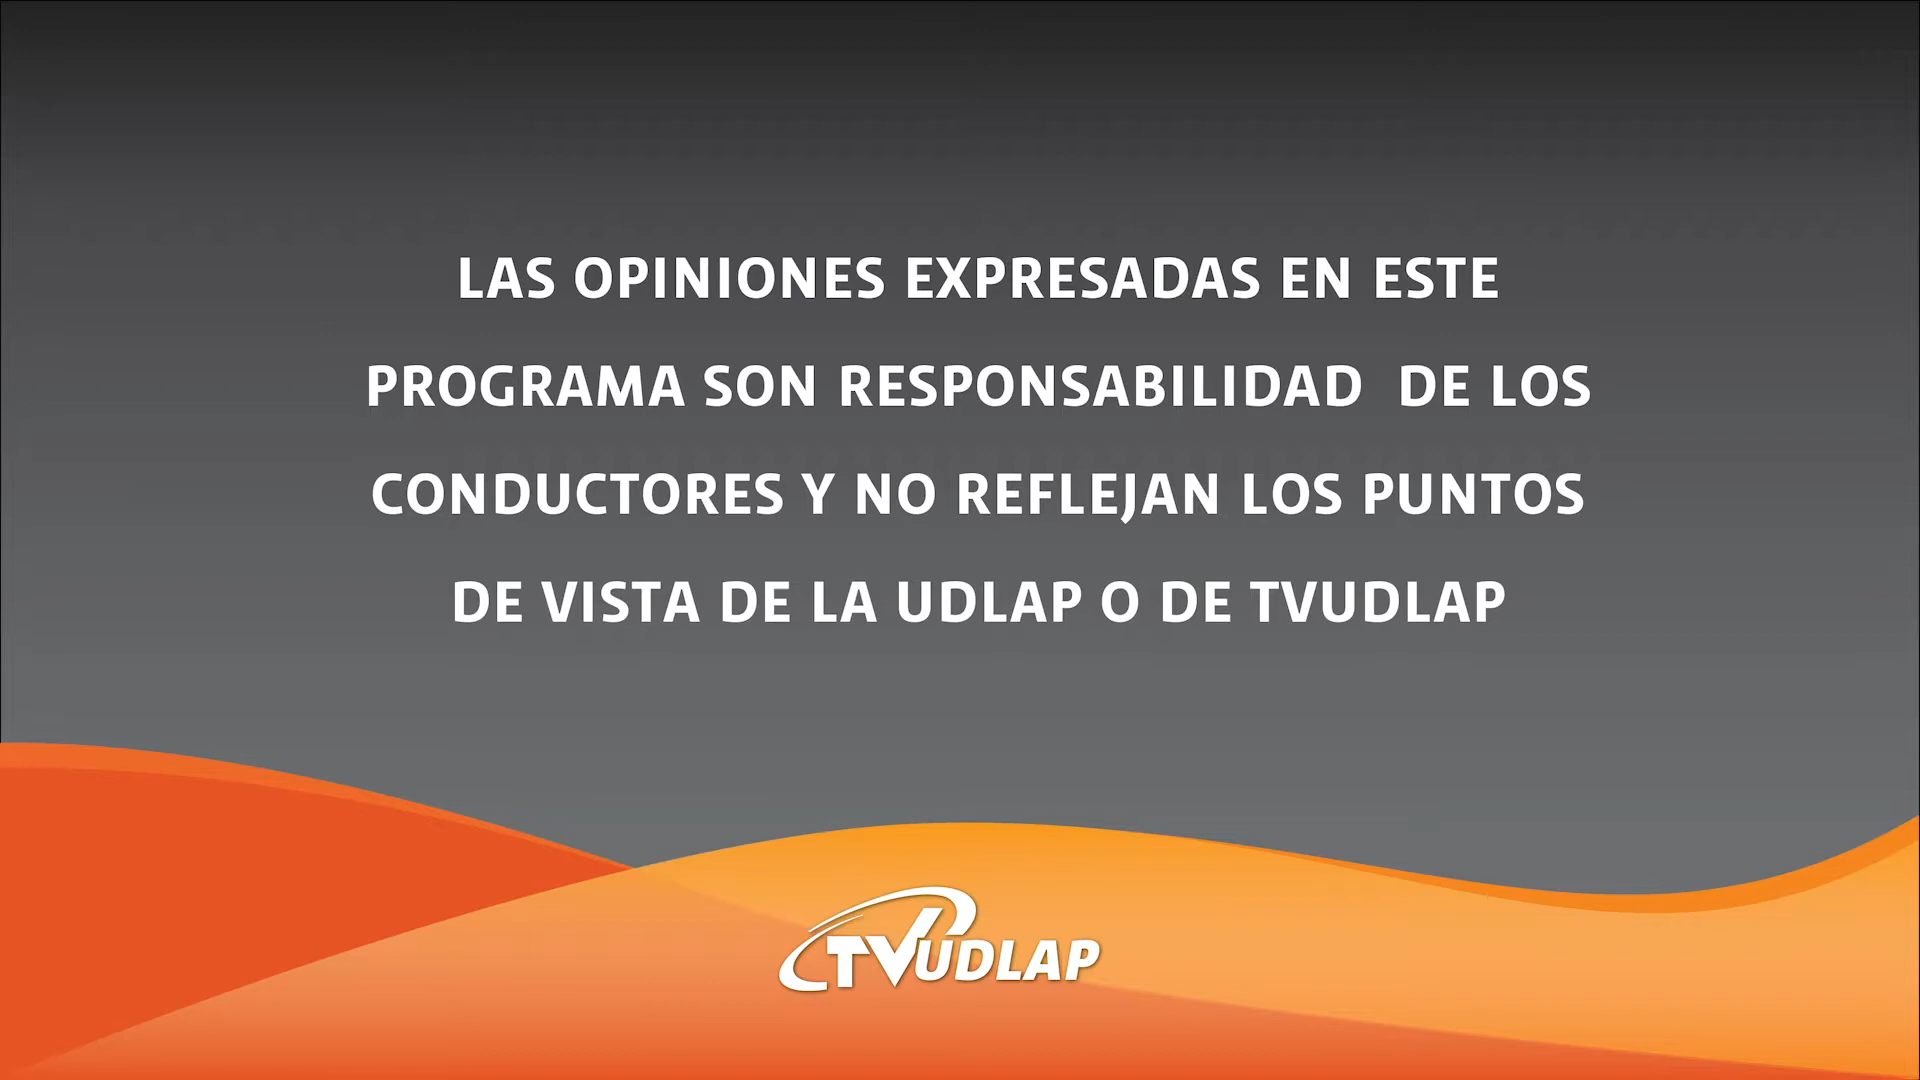 LAS OPINIONES EXPRESADAS EN ESTE
PROGRAMA SON RESPONSABILIDAD DE LOS
CONDUCTORES Y NO REFLEJAN LOS PUNTOS
DE VISTA DE LA UDLAP O DE TVUDLAP
TVUDLAP